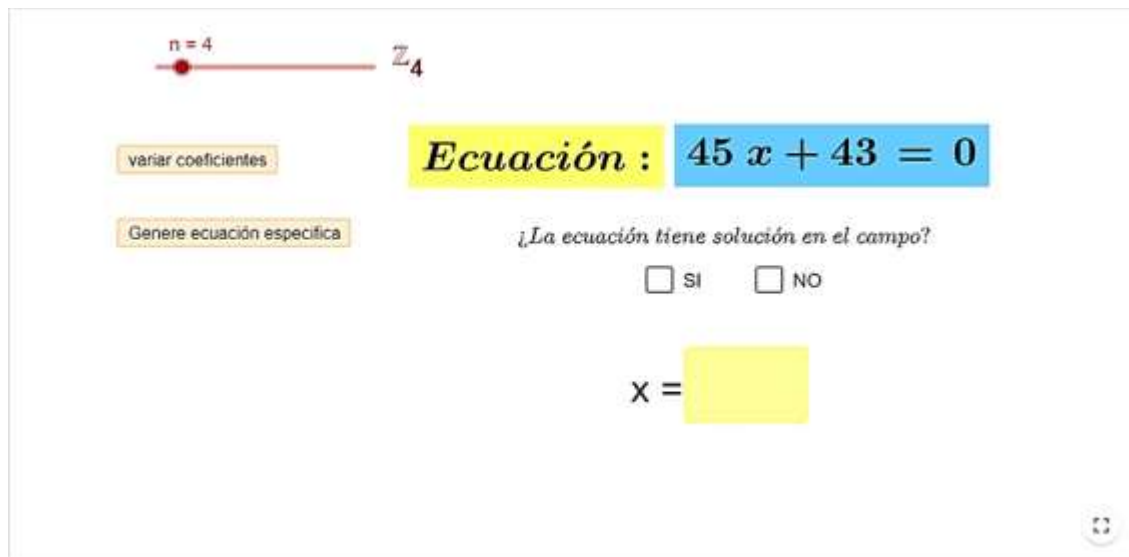 n = 4
ℤ₄
variar coeficientes
Ecuación : 45 x + 43 = 0
Genere ecuación especifica
¿La ecuación tiene solución en el campo?
SI NO
x =